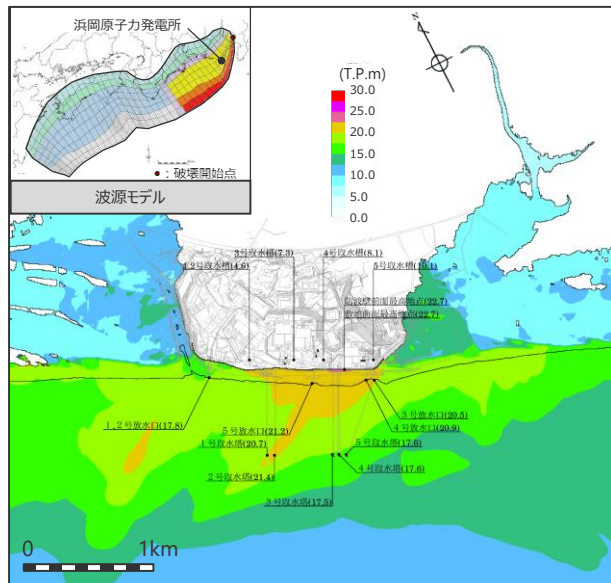 浜岡原子力発電所
●：破壊開始点
波源モデル
(T.P.m)
30.0
25.0
20.0
15.0
10.0
5.0
0.0
3号取水槽(7.3)
4号取水槽(8.1)
1,2号取水槽(4.6)
5号取水槽(10.1)
防波壁前面最高地点(22.7)
敷地前面最高地点(22.7)
1,2号放水口(17.8)
5号放水口(21.2)
3号放水口(20.5)
4号放水口(20.9)
1号取水塔(20.7)
5号取水塔(17.6)
2号取水塔(21.4)
4号取水塔(17.6)
3号取水塔(17.5)
0 1km